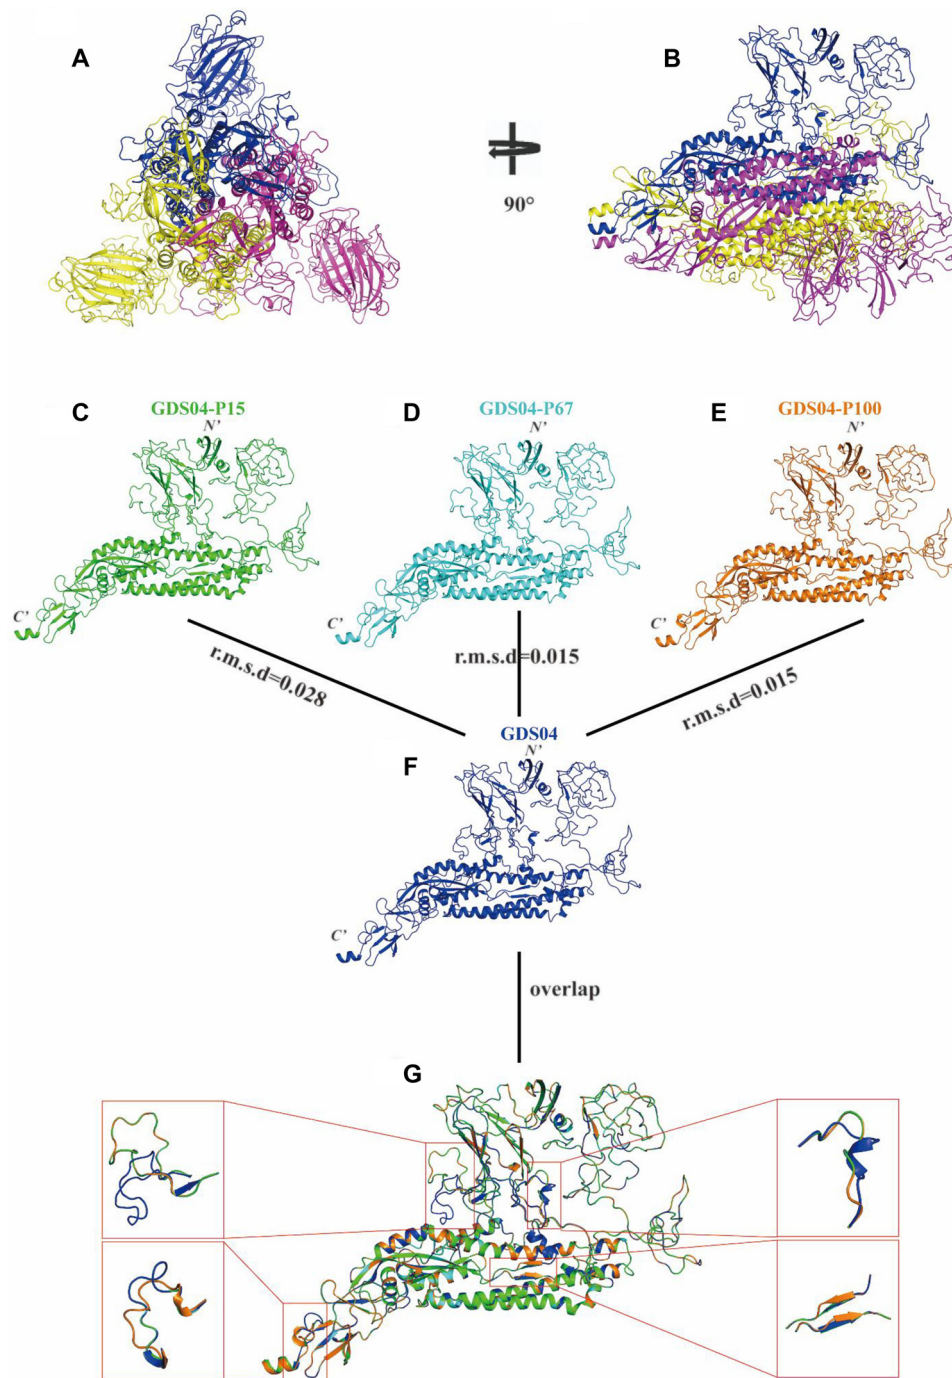 A
B
90°
C
GDS04-P15
N'
C'
D
GDS04-P67
N'
C'
E
GDS04-P100
N'
C'
r.m.s.d=0.028
r.m.s.d=0.015
r.m.s.d=0.015
GDS04
N'
F
C'
overlap
G